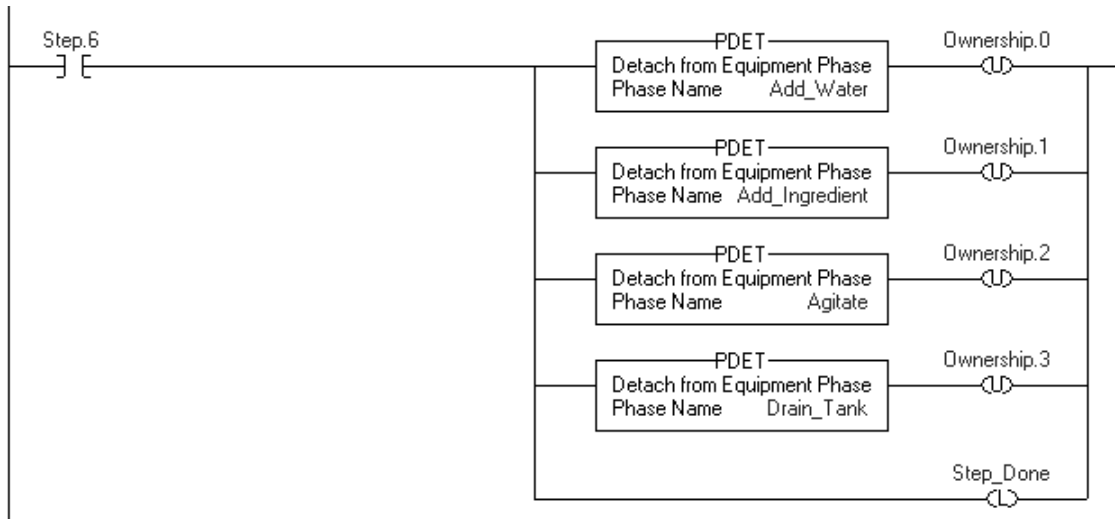 Step.6
PDET
Ownership.0
Detach from Equipment Phase
U
Phase Name Add_Water
PDET
Ownership.1
Detach from Equipment Phase
U
Phase Name Add_Ingredient
PDET
Ownership.2
Detach from Equipment Phase
U
Phase Name Agitate
PDET
Ownership.3
Detach from Equipment Phase
U
Phase Name Drain_Tank
Step_Done
L